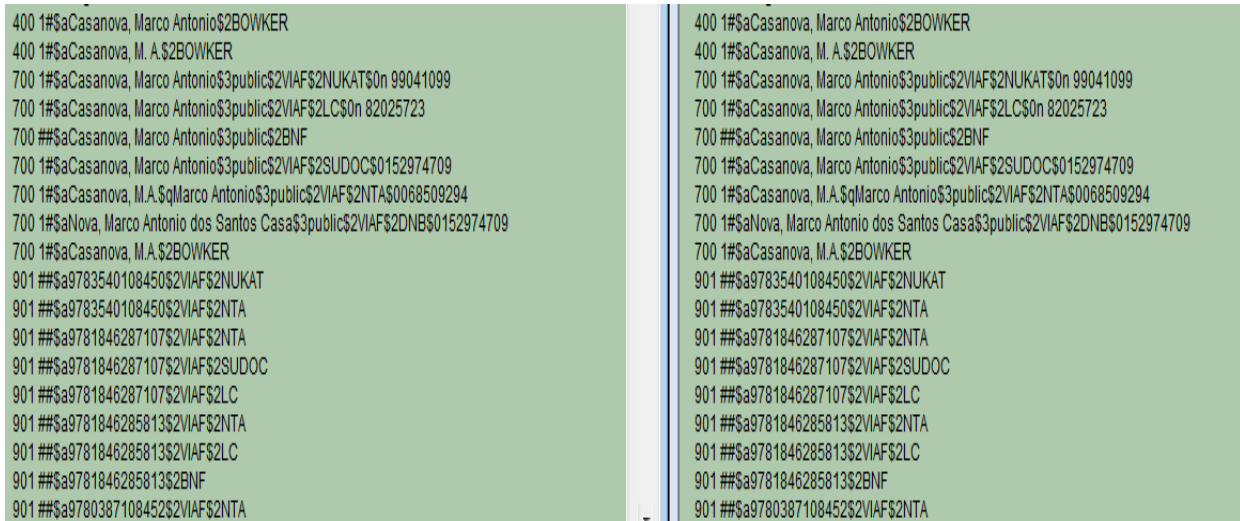 400 1#$aCasanova, Marco Antonio$2BOWKER
400 1#$aCasanova, M. A.$2BOWKER
700 1#$aCasanova, Marco Antonio$3public$2VIAF$2NUKAT$0n 99041099
700 1#$aCasanova, Marco Antonio$3public$2VIAF$2LC$0n 82025723
700 ##$aCasanova, Marco Antonio$3public$2BNF
700 1#$aCasanova, Marco Antonio$3public$2VIAF$2SUDOC$0152974709
700 1#$aCasanova, M.A.$qMarco Antonio$3public$2VIAF$2NTA$0068509294
700 1#$aNova, Marco Antonio dos Santos Casa$3public$2VIAF$2DNB$0152974709
700 1#$aCasanova, M.A.$2BOWKER
901 ##$a9783540108450$2VIAF$2NUKAT
901 ##$a9783540108450$2VIAF$2NTA
901 ##$a9781846287107$2VIAF$2NTA
901 ##$a9781846287107$2VIAF$2SUDOC
901 ##$a9781846287107$2VIAF$2LC
901 ##$a9781846285813$2VIAF$2NTA
901 ##$a9781846285813$2VIAF$2LC
901 ##$a9781846285813$2BNF
901 ##$a9780387108452$2VIAF$2NTA
400 1#$aCasanova, Marco Antonio$2BOWKER
400 1#$aCasanova, M. A.$2BOWKER
700 1#$aCasanova, Marco Antonio$3public$2VIAF$2NUKAT$0n 99041099
700 1#$aCasanova, Marco Antonio$3public$2VIAF$2LC$0n 82025723
700 ##$aCasanova, Marco Antonio$3public$2BNF
700 1#$aCasanova, Marco Antonio$3public$2VIAF$2SUDOC$0152974709
700 1#$aCasanova, M.A.$qMarco Antonio$3public$2VIAF$2NTA$0068509294
700 1#$aNova, Marco Antonio dos Santos Casa$3public$2VIAF$2DNB$0152974709
700 1#$aCasanova, M.A.$2BOWKER
901 ##$a9783540108450$2VIAF$2NUKAT
901 ##$a9783540108450$2VIAF$2NTA
901 ##$a9781846287107$2VIAF$2NTA
901 ##$a9781846287107$2VIAF$2SUDOC
901 ##$a9781846287107$2VIAF$2LC
901 ##$a9781846285813$2VIAF$2NTA
901 ##$a9781846285813$2VIAF$2LC
901 ##$a9781846285813$2BNF
901 ##$a9780387108452$2VIAF$2NTA